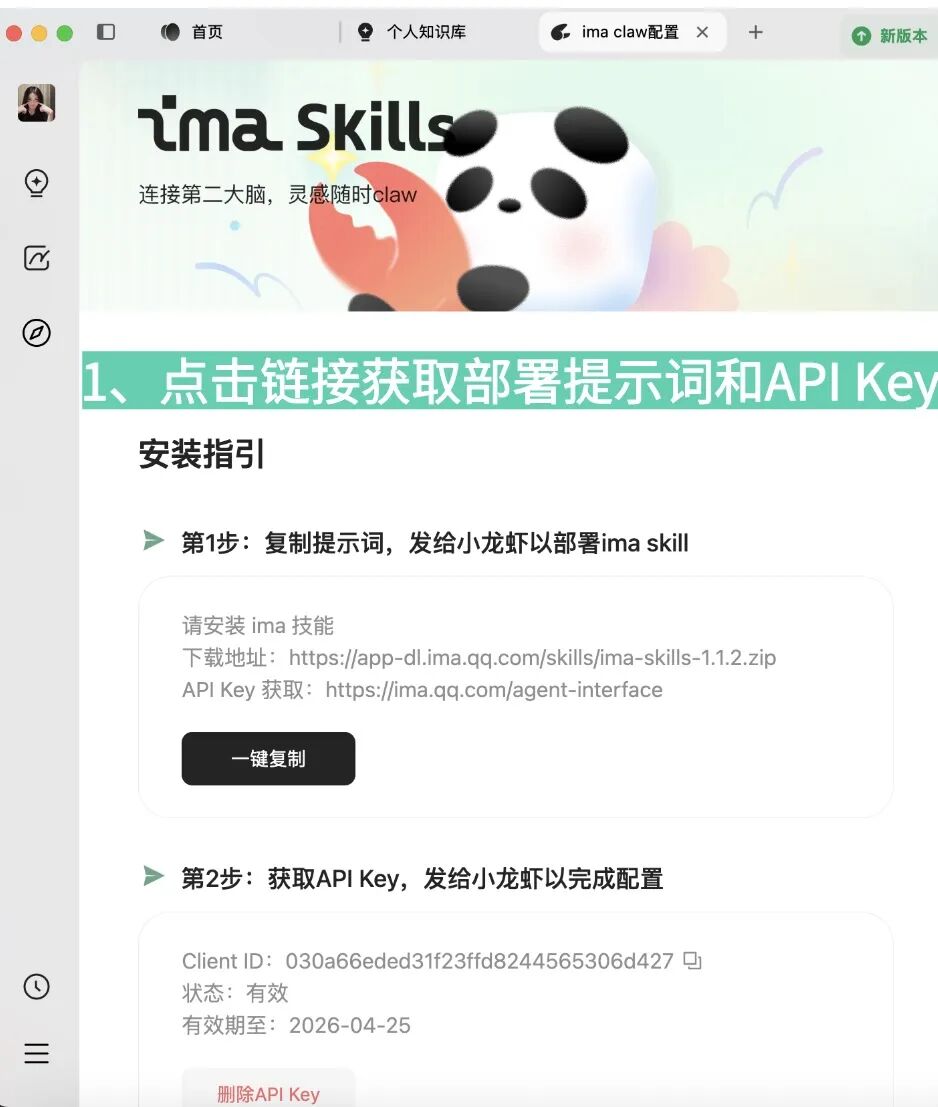 首页
个人知识库
ima claw配置
新版本
ima Skills
连接第二大脑，灵感随时claw
1、点击链接获取部署提示词和API Key
安装指引
第1步：复制提示词，发给小龙虾以部署ima skill
请安装 ima 技能
下载地址：https://app-dl.ima.qq.com/skills/ima-skills-1.1.2.zip
API Key 获取：https://ima.qq.com/agent-interface
一键复制
第2步：获取API Key，发给小龙虾以完成配置
Client ID：030a66eded31f23ffd8244565306d427
状态：有效
有效期至：2026-04-25
删除API Key